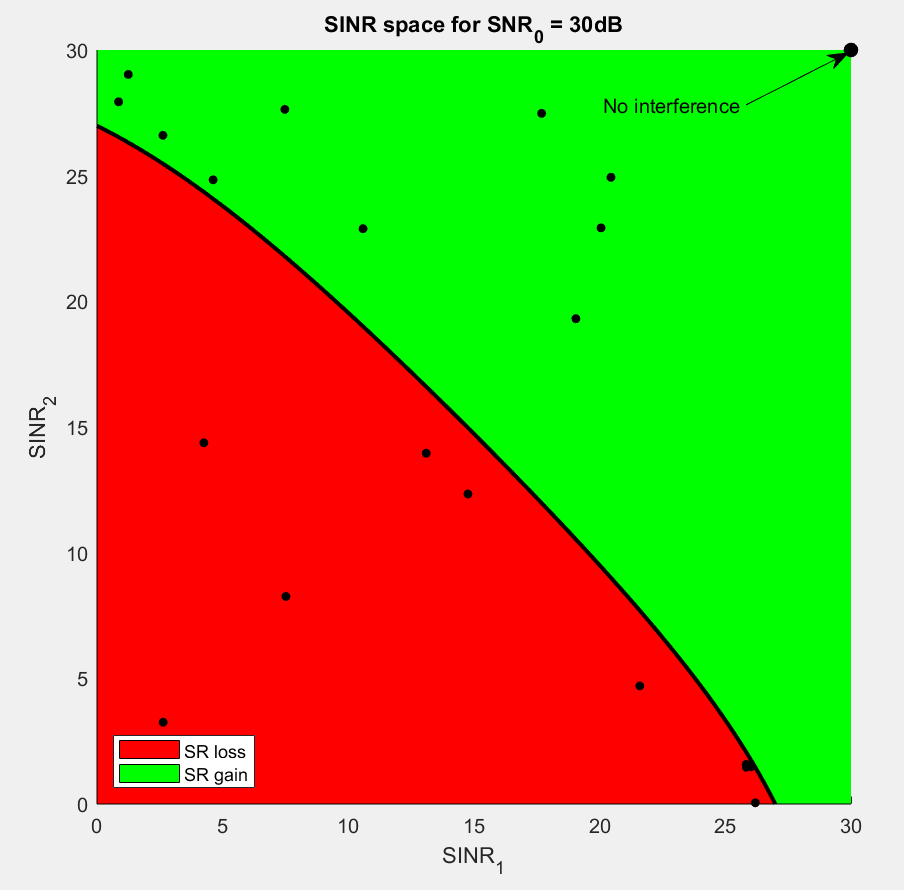 SINR space for SNR0 = 30dB
30
No interference
25
20
SINR2
15
10
5
SR loss
SR gain
0
0 5 10 15 20 25 30
SINR1